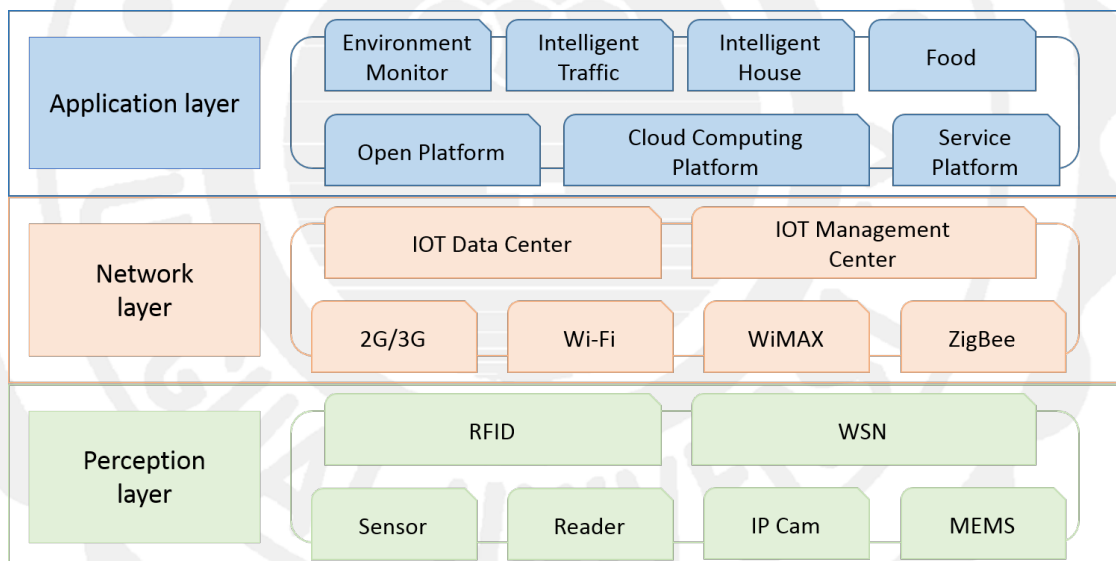 Application layer
Environment
Monitor
Intelligent
Traffic
Intelligent
House
Food
Open Platform
Cloud Computing
Platform
Service
Platform
Network
layer
IOT Data Center
IOT Management
Center
2G/3G
Wi-Fi
WiMAX
ZigBee
Perception
layer
RFID
WSN
Sensor
Reader
IP Cam
MEMS